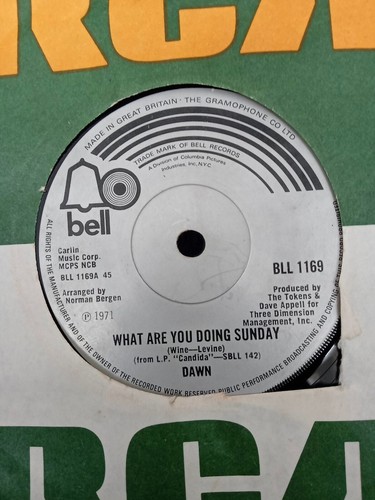 RCA
MADE IN GREAT BRITAIN · THE GRAMOPHONE CO LTD
TRADE MARK OF BELL RECORDS
A Division of Columbia Pictures
Industries, Inc, N.Y.C
bell
Carlin
Music Corp.
MCPS NCB
BLL 1169A 45
Arranged by
Norman Bergen
℗ 1971
BLL 1169
Produced by
The Tokens &
Dave Appell for
Three Dimension
Management, Inc.
WHAT ARE YOU DOING SUNDAY
(Wine—Levine)
(from L.P. "Candida"—SBLL 142)
DAWN
ALL RIGHTS OF THE MANUFACTURER AND OF THE OWNER OF THE RECORDED WORK RESERVED PUBLIC PERFORMANCE BROADCASTING AND COPYING
RCA